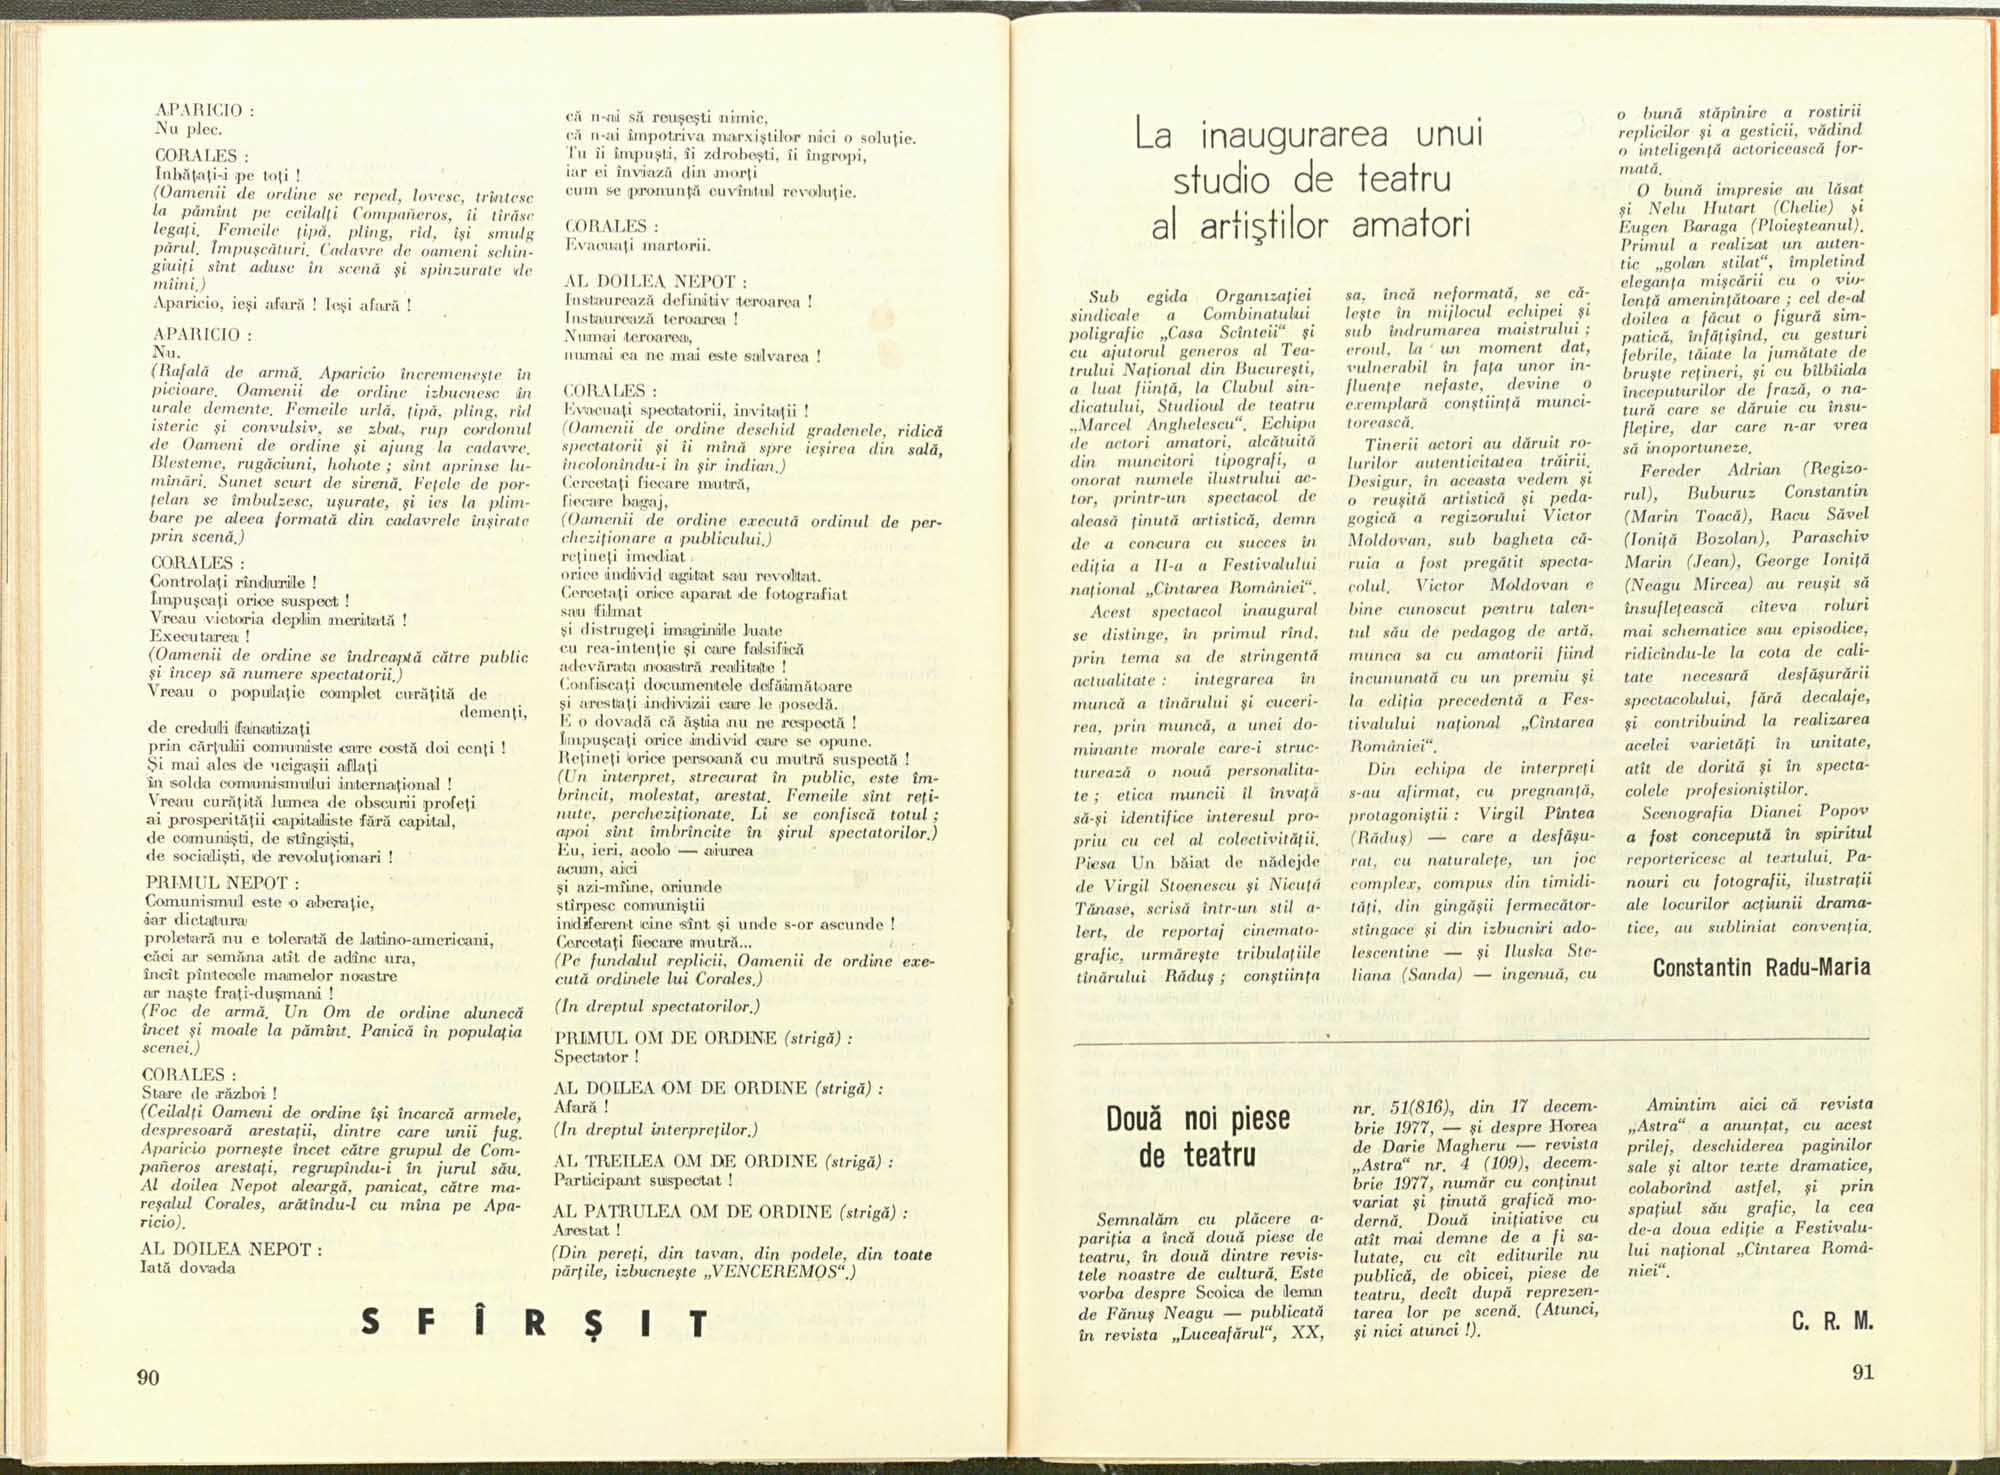 APARICIO :
Nu plec.
CORALES :
Inhățați-i pe toți !
(Oamenii de ordine se reped, lovesc, trîntesc
la pămînt pe ceilalți Compañeros, îi tîrăsc
legați. Femeile țipă, plîng, rîd, își smulg
părul. Împușcături. Cadavre de oameni schin-
giuiți sînt aduse în scenă și spînzurate de
mîini.)
Aparicio, ieși afară ! Ieși afară !
APARICIO :
Nu.
(Rafală de armă. Aparicio încremenește în
picioare. Oamenii de ordine izbucnesc în
urale demente. Femeile urlă, țipă, plîng, rîd
isteric și convulsiv, se zbat, rup cordonul
de Oameni de ordine și ajung la cadavre.
Blesteme, rugăciuni, hohote ; sînt aprinse lu-
minări. Sunet scurt de sirenă. Fețele de por-
țelan se îmbulzesc, ușurate, și ies la plim-
bare pe aleea formată din cadavrele înșirate
prin scenă.)
CORALES :
Controlați rîndurile !
Împușcați orice suspect !
Vreau victoria deplin meritată !
Executarea !
(Oamenii de ordine se îndreaptă către public
și încep să numere spectatorii.)
Vreau o populație complet curățită de
demenți,
de creduli fanatizați
prin cărțulii comuniste care costă doi cenți !
Și mai ales de ucigașii aflați
în solda comunismului internațional !
Vreau curățită lumea de obscurii profeți
ai prosperității capitaliste fără capital,
de comuniști, de stîngiști,
de socialiști, de revoluționari !
PRIMUL NEPOT :
Comunismul este o aberație,
iar dictatura
proletară nu e tolerată de latino-americani,
căci ar semăna atît de adînc ura,
încît pîntecele mamelor noastre
ar naște frați-dușmani !
(Foc de armă. Un Om de ordine alunecă
încet și moale la pămînt. Panică în populația
scenei.)
CORALES :
Stare de război !
(Ceilalți Oameni de ordine își încarcă armele,
despresoară arestații, dintre care unii fug.
Aparicio pornește încet către grupul de Com-
pañeros arestați, regrupîndu-i în jurul său.
Al doilea Nepot aleargă, panicat, către ma-
reșalul Corales, arătîndu-l cu mîna pe Apa-
ricio).
AL DOILEA NEPOT :
Iată dovada
că n-ai să reușești nimic,
că n-ai împotriva marxiștilor nici o soluție.
Tu îi împuști, îi zdrobești, îi îngropi,
iar ei înviază din morți
cum se pronunță cuvîntul revoluție.
CORALES :
Evacuați martorii.
AL DOILEA NEPOT :
Instaurează definitiv teroarea !
Instaurează teroarea !
Numai teroarea,
numai ea ne mai este salvarea !
CORALES :
Evacuați spectatorii, invitații !
(Oamenii de ordine deschid gradenele, ridică
spectatorii și îi mînă spre ieșirea din sală,
încolonîndu-i în șir indian.)
Cercetați fiecare mutră,
fiecare bagaj,
(Oamenii de ordine execută ordinul de per-
chezițonare a publicului.)
rețineți imediat
orice individ agitat sau revoltat.
Cercetați orice aparat de fotografiat
sau filmat
și distrugeți imaginile luate
cu rea-intenție și care falsifică
adevărata noastră realitate !
Confiscați documentele defăimătoare
și arestați indivizii care le posedă.
E o dovadă că ăștia nu ne respectă !
Împușcați orice individ care se opune.
Rețineți orice persoană cu mutră suspectă !
(Un interpret, strecurat în public, este îm-
brîncit, molestat, arestat. Femeile sînt reți-
nute, percheziționate. Li se confiscă totul ;
apoi sînt îmbrîncite în șirul spectatorilor.)
Eu, ieri, acolo — aiurea
acum, aici
și azi-mîine, oriunde
stîrpesc comuniștii
indiferent cine sînt și unde s-or ascunde !
Cercetați fiecare mutră...
(Pe fundalul replicii, Oamenii de ordine exe-
cută ordinele lui Corales.)
(In dreptul spectatorilor.)
PRIMUL OM DE ORDINE (strigă) :
Spectator !
AL DOILEA OM DE ORDINE (strigă) :
Afară !
(In dreptul interpreților.)
AL TREILEA OM DE ORDINE (strigă) :
Participant suspectat !
AL PATRULEA OM DE ORDINE (strigă) :
Arestat !
(Din pereți, din tavan, din podele, din toate
părțile, izbucnește „VENCEREMOS“.)
SFÎRȘIT
90
La inaugurarea unui
studio de teatru
al artiștilor amatori
Sub egida Organizației
sindicale a Combinatului
poligrafic „Casa Scînteii“ și
cu ajutorul generos al Tea-
trului Național din București,
a luat ființă, la Clubul sin-
dicatului, Studioul de teatru
„Marcel Anghelescu“. Echipa
de actori amatori, alcătuită
din muncitori tipografi, a
onorat numele ilustrului ac-
tor, printr-un spectacol de
aleasă ținută artistică, demn
de a concura cu succes în
ediția a II-a a Festivalului
național „Cîntarea României“.
Acest spectacol inaugural
se distinge, în primul rînd,
prin tema sa de stringentă
actualitate : integrarea în
muncă a tînărului și cuceri-
rea, prin muncă, a unei do-
minante morale care-i struc-
turează o nouă personalita-
te ; etica muncii îl învață
să-și identifice interesul pro-
priu cu cel al colectivității.
Piesa Un băiat de nădejde
de Virgil Stoenescu și Nicuță
Tănase, scrisă într-un stil a-
lert, de reportaj cinemato-
grafic, urmărește tribulațiile
tînărului Răduș ; conștiința
sa, încă neformată, se că-
lește în mijlocul echipei și
sub îndrumarea maistrului ;
eroul, la un moment dat,
vulnerabil în fața unor in-
fluențe nefaste, devine o
exemplară conștiință munci-
torească.
Tinerii actori au dăruit ro-
lurilor autenticitatea trăirii.
Desigur, în aceasta vedem și
o reușită artistică și peda-
gogică a regizorului Victor
Moldovan, sub bagheta că-
ruia a fost pregătit specta-
colul. Victor Moldovan e
bine cunoscut pentru talen-
tul său de pedagog de artă,
munca sa cu amatorii fiind
încununată cu un premiu și
la ediția precedentă a Fes-
tivalului național „Cîntarea
României“.
Din echipa de interpreți
s-au afirmat, cu pregnanță,
protagoniștii : Virgil Pîntea
(Răduș) — care a desfășu-
rat, cu naturalețe, un joc
complex, compus din timidi-
tăți, din gingășii fermecător-
stîngace și din izbucniri ado-
lescentine — și Iluska Ste-
liana (Sanda) — ingenuă, cu
o bună stăpînire a rostirii
replicilor și a gesticii, vădind
o inteligență actoricească for-
mată.
O bună impresie au lăsat
și Nelu Hutart (Chelie) și
Eugen Baraga (Ploieșteanul).
Primul a realizat un auten-
tic „golan stilat“, împletind
eleganța mișcării cu o vio-
lență amenințătoare ; cel de-al
doilea a făcut o figură sim-
patică, înfățișînd, cu gesturi
febrile, tăiate la jumătate de
bruște rețineri, și cu bîlbîiala
începuturilor de frază, o na-
tură care se dăruie cu însu-
flețire, dar care n-ar vrea
să inoportuneze.
Fereder Adrian (Regizo-
rul), Buburuz Constantin
(Marin Toacă), Racu Săvel
(Ioniță Bozolan), Paraschiv
Marin (Jean), George Ioniță
(Neagu Mircea) au reușit să
însuflețească cîteva roluri
mai schematice sau episodice,
ridicîndu-le la cota de cali-
tate necesară desfășurării
spectacolului, fără decalaje,
și contribuind la realizarea
acelei varietăți în unitate,
atît de dorită și în specta-
colele profesioniștilor.
Scenografia Dianei Popov
a fost concepută în spiritul
reportericesc al textului. Pa-
nouri cu fotografii, ilustrații
ale locurilor acțiunii drama-
tice, au subliniat convenția.
Constantin Radu-Maria
Două noi piese
de teatru
Semnalăm cu plăcere a-
pariția a încă două piese de
teatru, în două dintre revis-
tele noastre de cultură. Este
vorba despre Scoica de lemn
de Fănuș Neagu — publicată
în revista „Luceafărul“, XX,
nr. 51(816), din 17 decem-
brie 1977, — și despre Horea
de Darie Magheru — revista
„Astra“ nr. 4 (109), decem-
brie 1977, număr cu conținut
variat și ținută grafică mo-
dernă. Două inițiative cu
atît mai demne de a fi sa-
lutate, cu cît editurile nu
publică, de obicei, piese de
teatru, decît după reprezen-
tarea lor pe scenă. (Atunci,
și nici atunci !).
Amintim aici că revista
„Astra“ a anunțat, cu acest
prilej, deschiderea paginilor
sale și altor texte dramatice,
colaborînd astfel, și prin
spațiul său grafic, la cea
de-a doua ediție a Festivalu-
lui național „Cîntarea Româ-
niei“.
C. R. M.
91